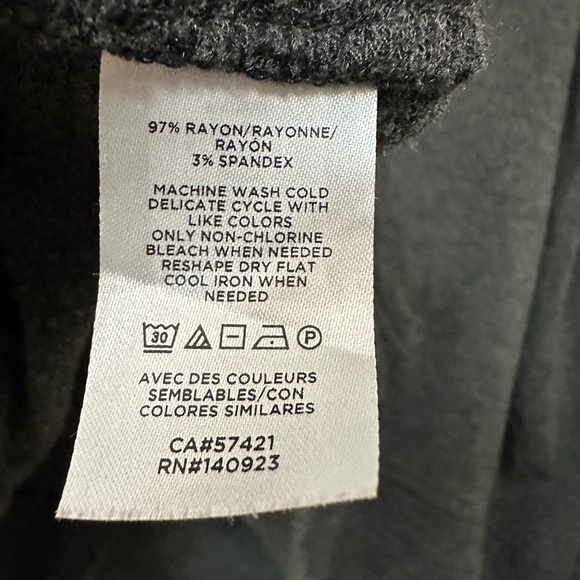 97% RAYON/RAYONNE/
RAYÓN
3% SPANDEX
MACHINE WASH COLD
DELICATE CYCLE WITH
LIKE COLORS
ONLY NON-CHLORINE
BLEACH WHEN NEEDED
RESHAPE DRY FLAT
COOL IRON WHEN
NEEDED
30 P
AVEC DES COULEURS
SEMBLABLES/CON
COLORES SIMILARES
CA#57421
RN#140923